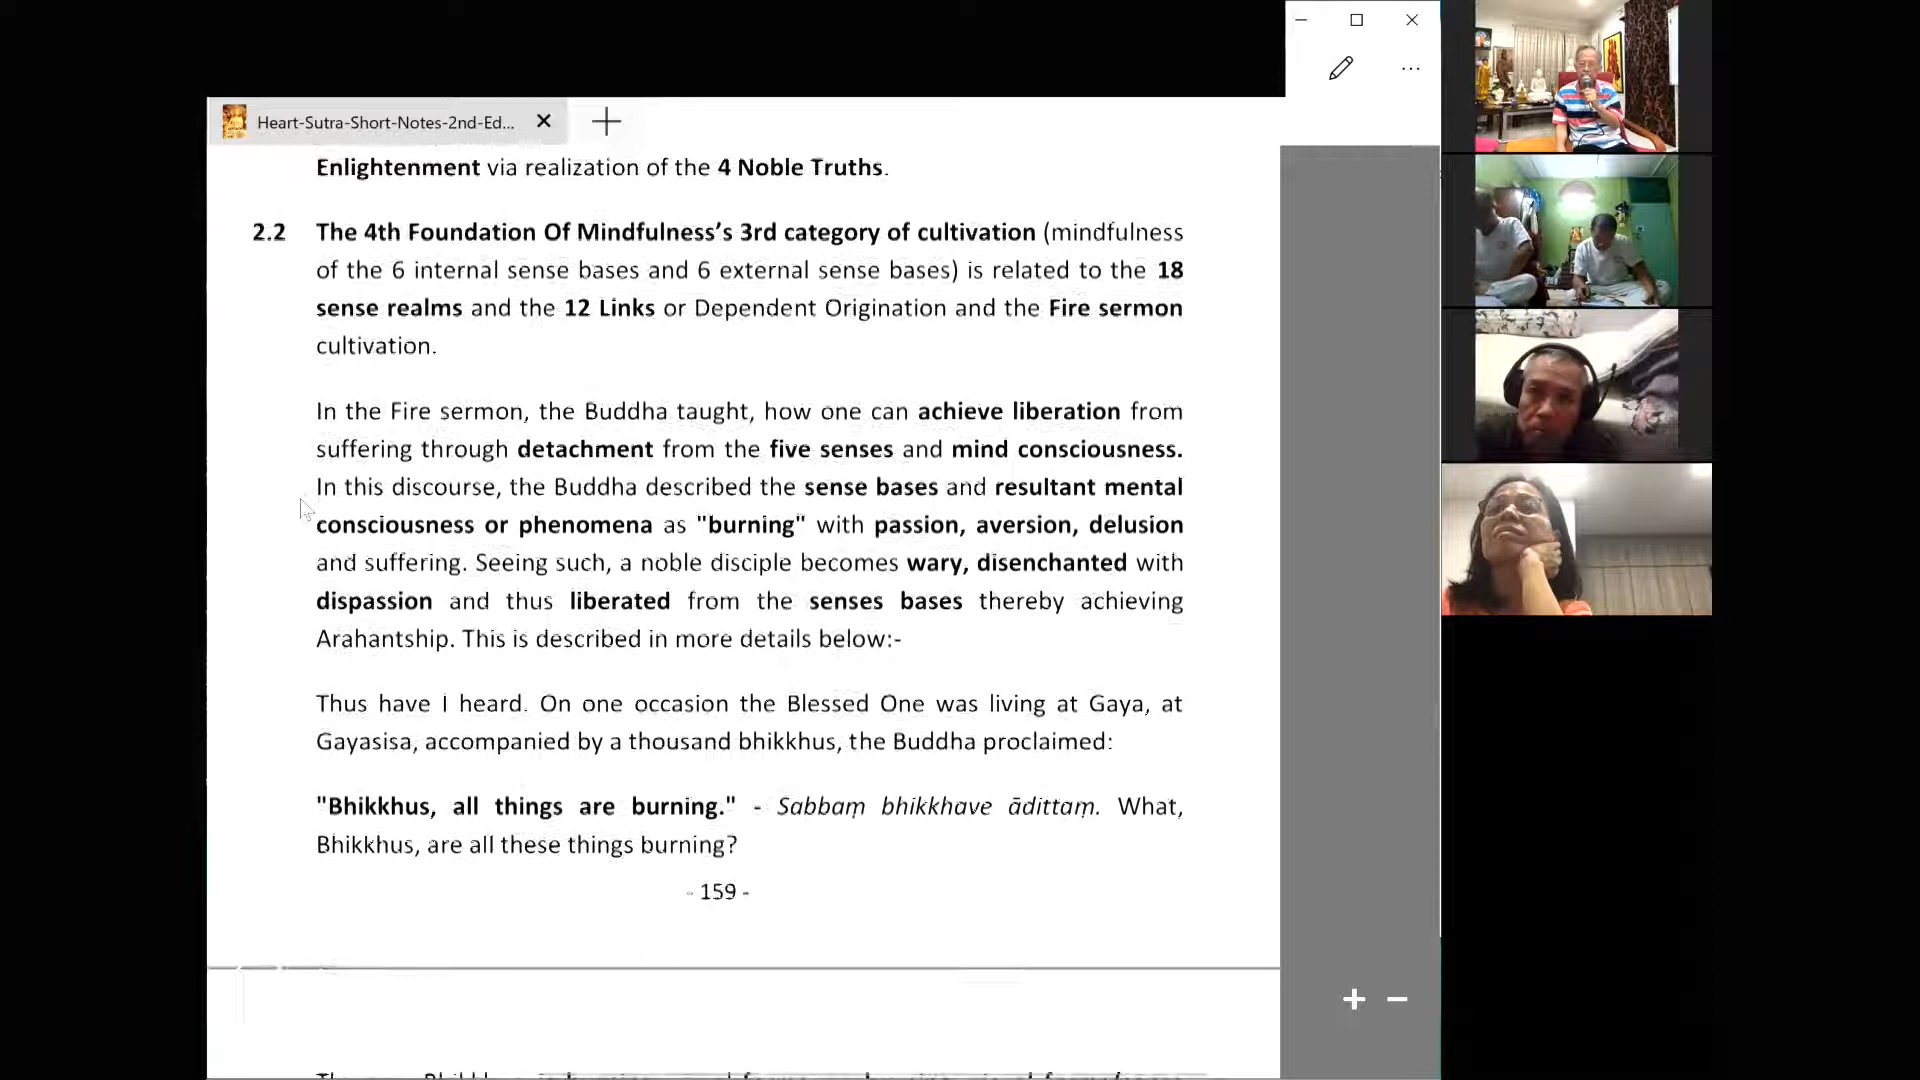 Heart-Sutra-Short-Notes-2nd-Ed...
Enlightenment via realization of the 4 Noble Truths.
2.2 The 4th Foundation Of Mindfulness’s 3rd category of cultivation (mindfulness
of the 6 internal sense bases and 6 external sense bases) is related to the 18
sense realms and the 12 Links or Dependent Origination and the Fire sermon
cultivation.
In the Fire sermon, the Buddha taught, how one can achieve liberation from
suffering through detachment from the five senses and mind consciousness.
In this discourse, the Buddha described the sense bases and resultant mental
consciousness or phenomena as "burning" with passion, aversion, delusion
and suffering. Seeing such, a noble disciple becomes wary, disenchanted with
dispassion and thus liberated from the senses bases thereby achieving
Arahantship. This is described in more details below:-
Thus have I heard. On one occasion the Blessed One was living at Gaya, at
Gayasisa, accompanied by a thousand bhikkhus, the Buddha proclaimed:
"Bhikkhus, all things are burning." - Sabbaṃ bhikkhave ādittaṃ. What,
Bhikkhus, are all these things burning?
- 159 -